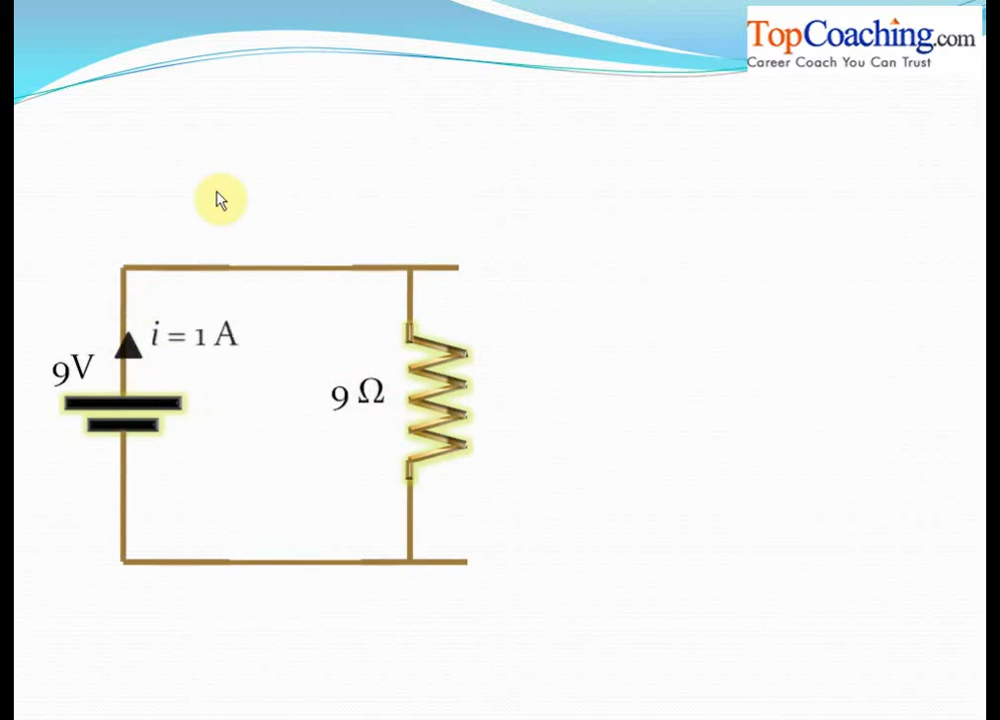 TopCoaching.com
Career Coach You Can Trust
i = 1 A
9V
9 Ω